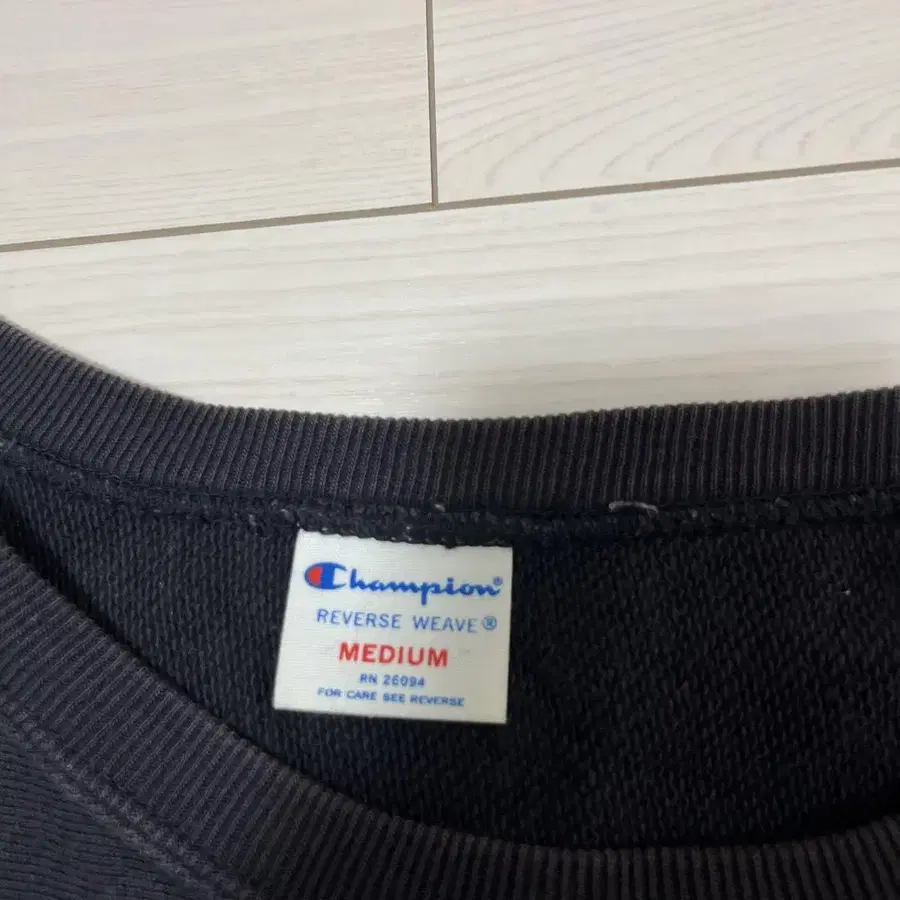 Champion®
REVERSE WEAVE®
MEDIUM
RN 26094
FOR CARE SEE REVERSE